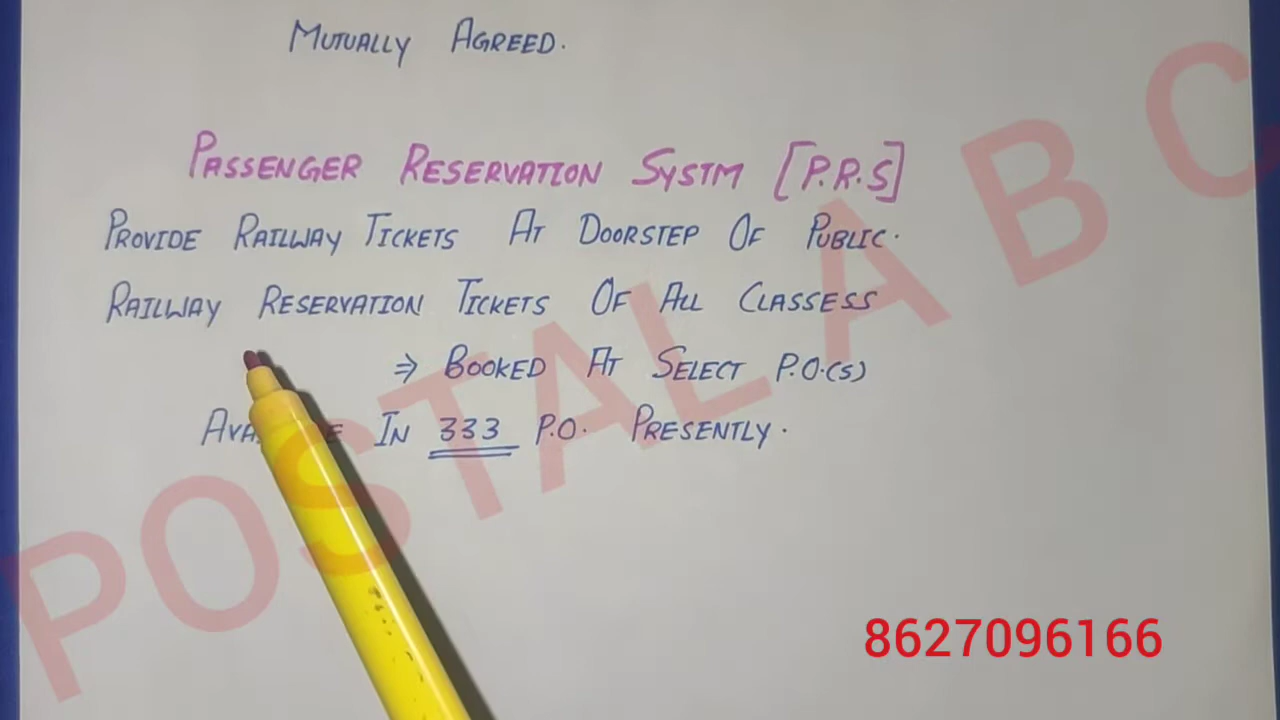 MUTUALLY AGREED.
PASSENGER RESERVATION SYSTM [P.R.S]
PROVIDE RAILWAY TICKETS AT DOORSTEP OF PUBLIC.
RAILWAY RESERVATION TICKETS OF ALL CLASSESS
⇒ BOOKED AT SELECT P.O.(S)
IN 333 P.O. PRESENTLY.
POSTAL ABC
8627096166